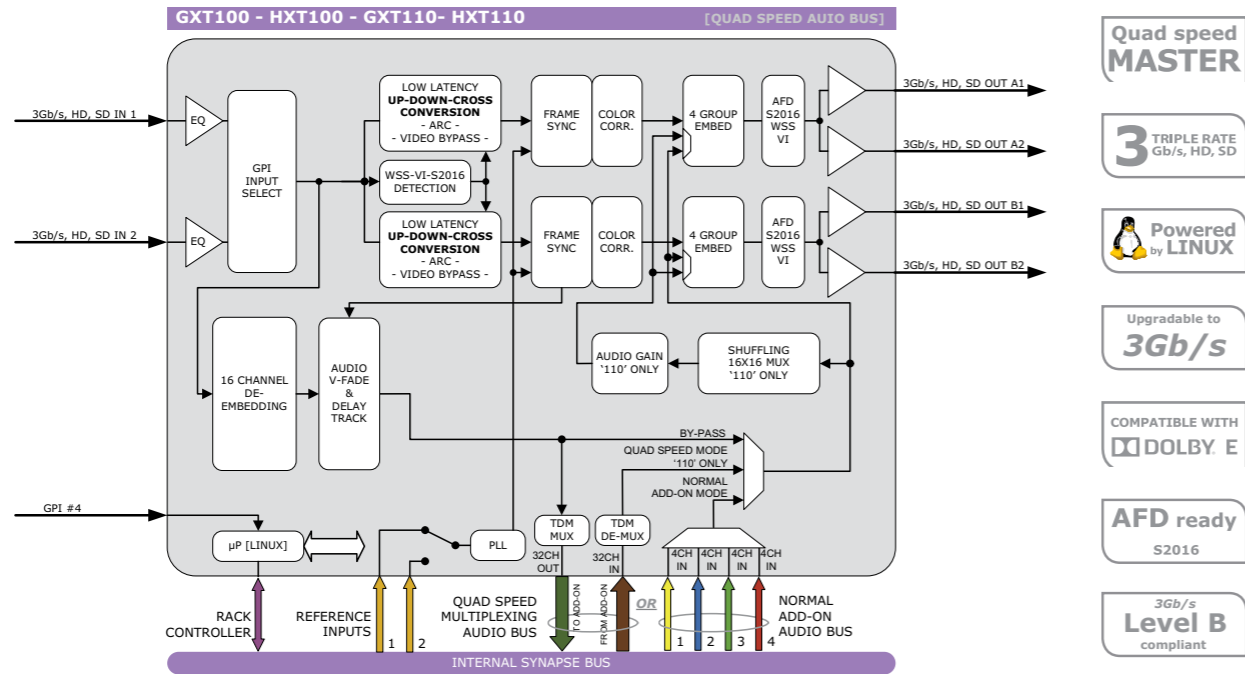 GXT100 - HXT100 - GXT110- HXT110
[QUAD SPEED AUIO BUS]
3Gb/s, HD, SD IN 1
3Gb/s, HD, SD IN 2
EQ
EQ
GPI
INPUT
SELECT
LOW LATENCY
UP-DOWN-CROSS
CONVERSION
- ARC -
- VIDEO BYPASS -
WSS-VI-S2016
DETECTION
LOW LATENCY
UP-DOWN-CROSS
CONVERSION
- ARC -
- VIDEO BYPASS -
FRAME
SYNC
COLOR
CORR.
4 GROUP
EMBED
AFD
S2016
WSS
VI
FRAME
SYNC
COLOR
CORR.
4 GROUP
EMBED
AFD
S2016
WSS
VI
3Gb/s, HD, SD OUT A1
3Gb/s, HD, SD OUT A2
3Gb/s, HD, SD OUT B1
3Gb/s, HD, SD OUT B2
16 CHANNEL
DE-
EMBEDDING
AUDIO
V-FADE
&
DELAY
TRACK
AUDIO GAIN
‘110’ ONLY
SHUFFLING
16X16 MUX
‘110’ ONLY
BY-PASS
QUAD SPEED MODE
‘110’ ONLY
NORMAL
ADD-ON MODE
GPI #4
µP [LINUX]
PLL
TDM
MUX
TDM
DE-MUX
32CH
OUT
32CH
IN
4CH
IN
4CH
IN
4CH
IN
4CH
IN
RACK
CONTROLLER
REFERENCE
INPUTS
1
2
QUAD SPEED
MULTIPLEXING
AUDIO BUS
TO ADD-ON
FROM ADD-ON
OR
1
2
3
4
NORMAL
ADD-ON
AUDIO BUS
INTERNAL SYNAPSE BUS
Quad speed
MASTER
3 TRIPLE RATE
Gb/s, HD, SD
Powered
by LINUX
Upgradable to
3Gb/s
COMPATIBLE WITH
DOLBY E
AFD ready
S2016
3Gb/s
Level B
compliant